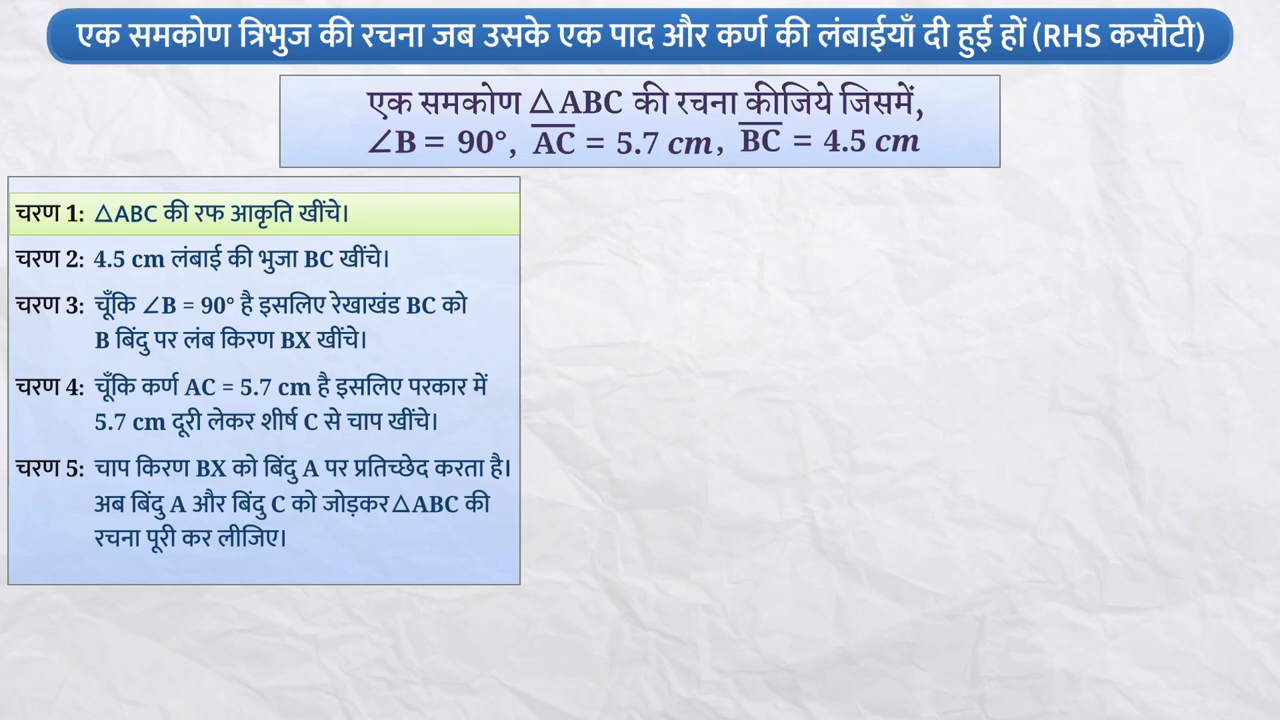 एक समकोण त्रिभुज की रचना जब उसके एक पाद और कर्ण की लंबाईयाँ दी हुई हों (RHS कसौटी)
एक समकोण △ABC की रचना कीजिये जिसमें,
∠B = 90°, A̅C̅ = 5.7 cm, B̅C̅ = 4.5 cm
चरण 1: △ABC की रफ आकृति खींचे।
चरण 2: 4.5 cm लंबाई की भुजा BC खींचे।
चरण 3: चूँकि ∠B = 90° है इसलिए रेखाखंड BC को
B बिंदु पर लंब किरण BX खींचे।
चरण 4: चूँकि कर्ण AC = 5.7 cm है इसलिए परकार में
5.7 cm दूरी लेकर शीर्ष C से चाप खींचे।
चरण 5: चाप किरण BX को बिंदु A पर प्रतिच्छेद करता है।
अब बिंदु A और बिंदु C को जोड़कर △ABC की
रचना पूरी कर लीजिए।